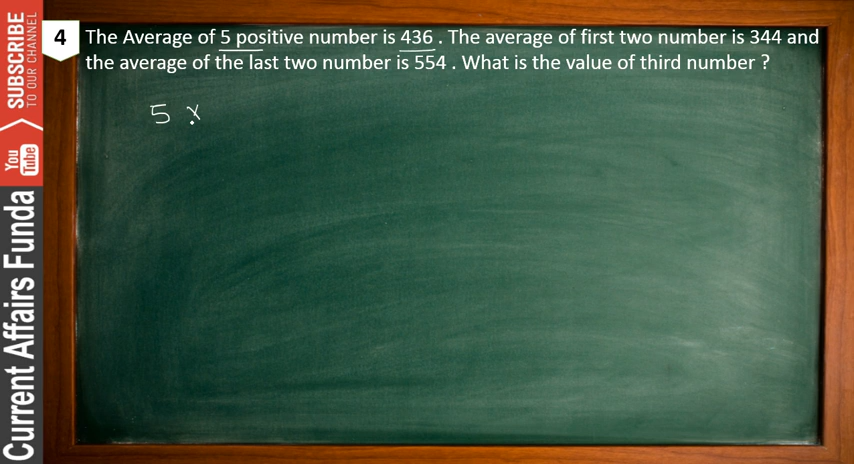 SUBSCRIBE
TO OUR CHANNEL
You
Tube
Current Affairs Funda
4
The Average of 5 positive number is 436 . The average of first two number is 344 and
the average of the last two number is 554 . What is the value of third number ?
5 x